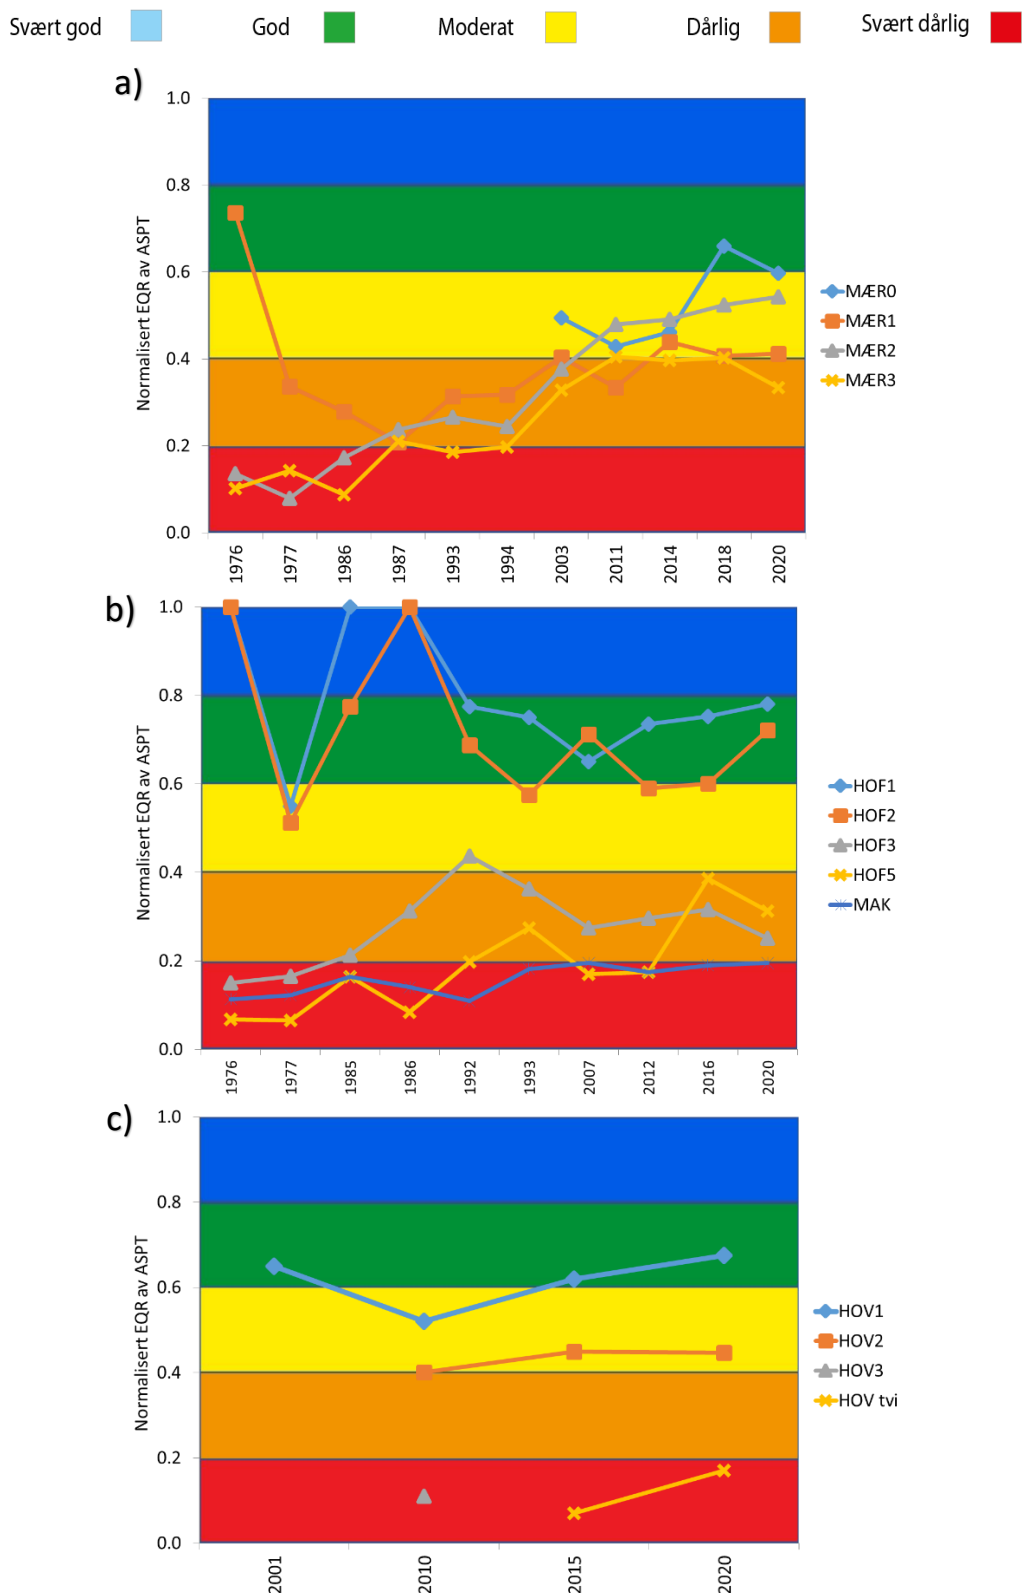 Svært god
God
Moderat
Dårlig
Svært dårlig
a)
1.0
0.8
0.6
0.4
0.2
0.0
Normalisert EQR av ASPT
1976
1977
1986
1987
1993
1994
2003
2011
2014
2018
2020
MÆR0
MÆR1
MÆR2
MÆR3
b)
1.0
0.8
0.6
0.4
0.2
0.0
Normalisert EQR av ASPT
1976
1977
1985
1986
1992
1993
2007
2012
2016
2020
HOF1
HOF2
HOF3
HOF5
MAK
c)
1.0
0.8
0.6
0.4
0.2
0.0
Normalisert EQR av ASPT
2001
2010
2015
2020
HOV1
HOV2
HOV3
HOV tvi